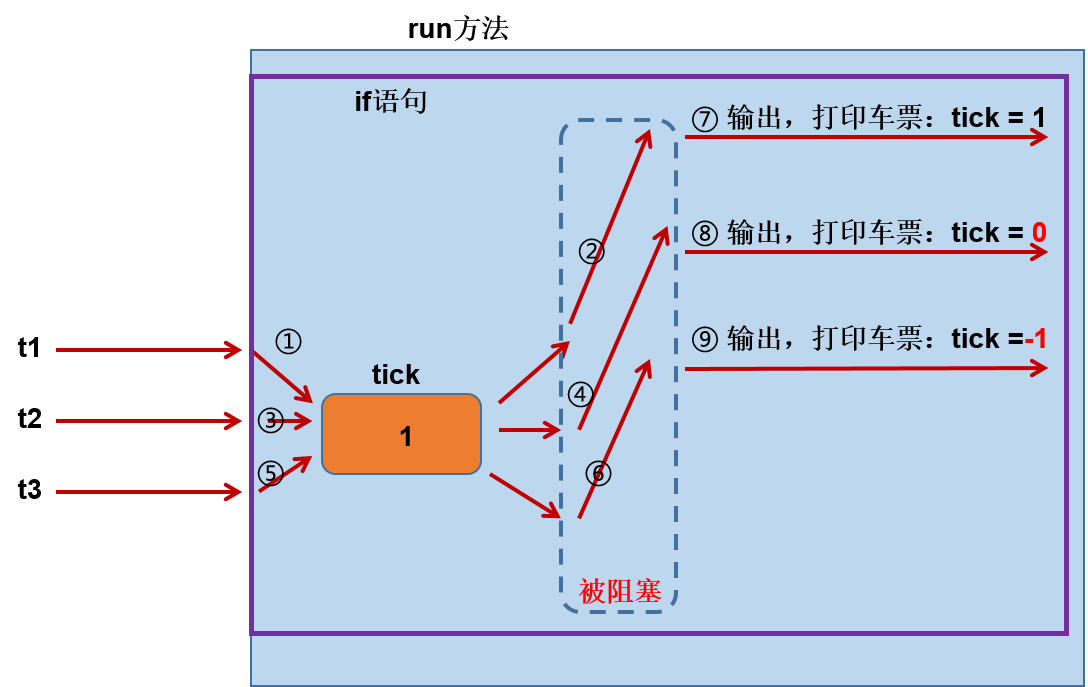 run方法
if语句
⑦ 输出，打印车票：tick = 1
⑧ 输出，打印车票：tick = 0
⑨ 输出，打印车票：tick =-1
②
t1
①
tick
④
t2
③
1
t3
⑤
⑥
被阻塞